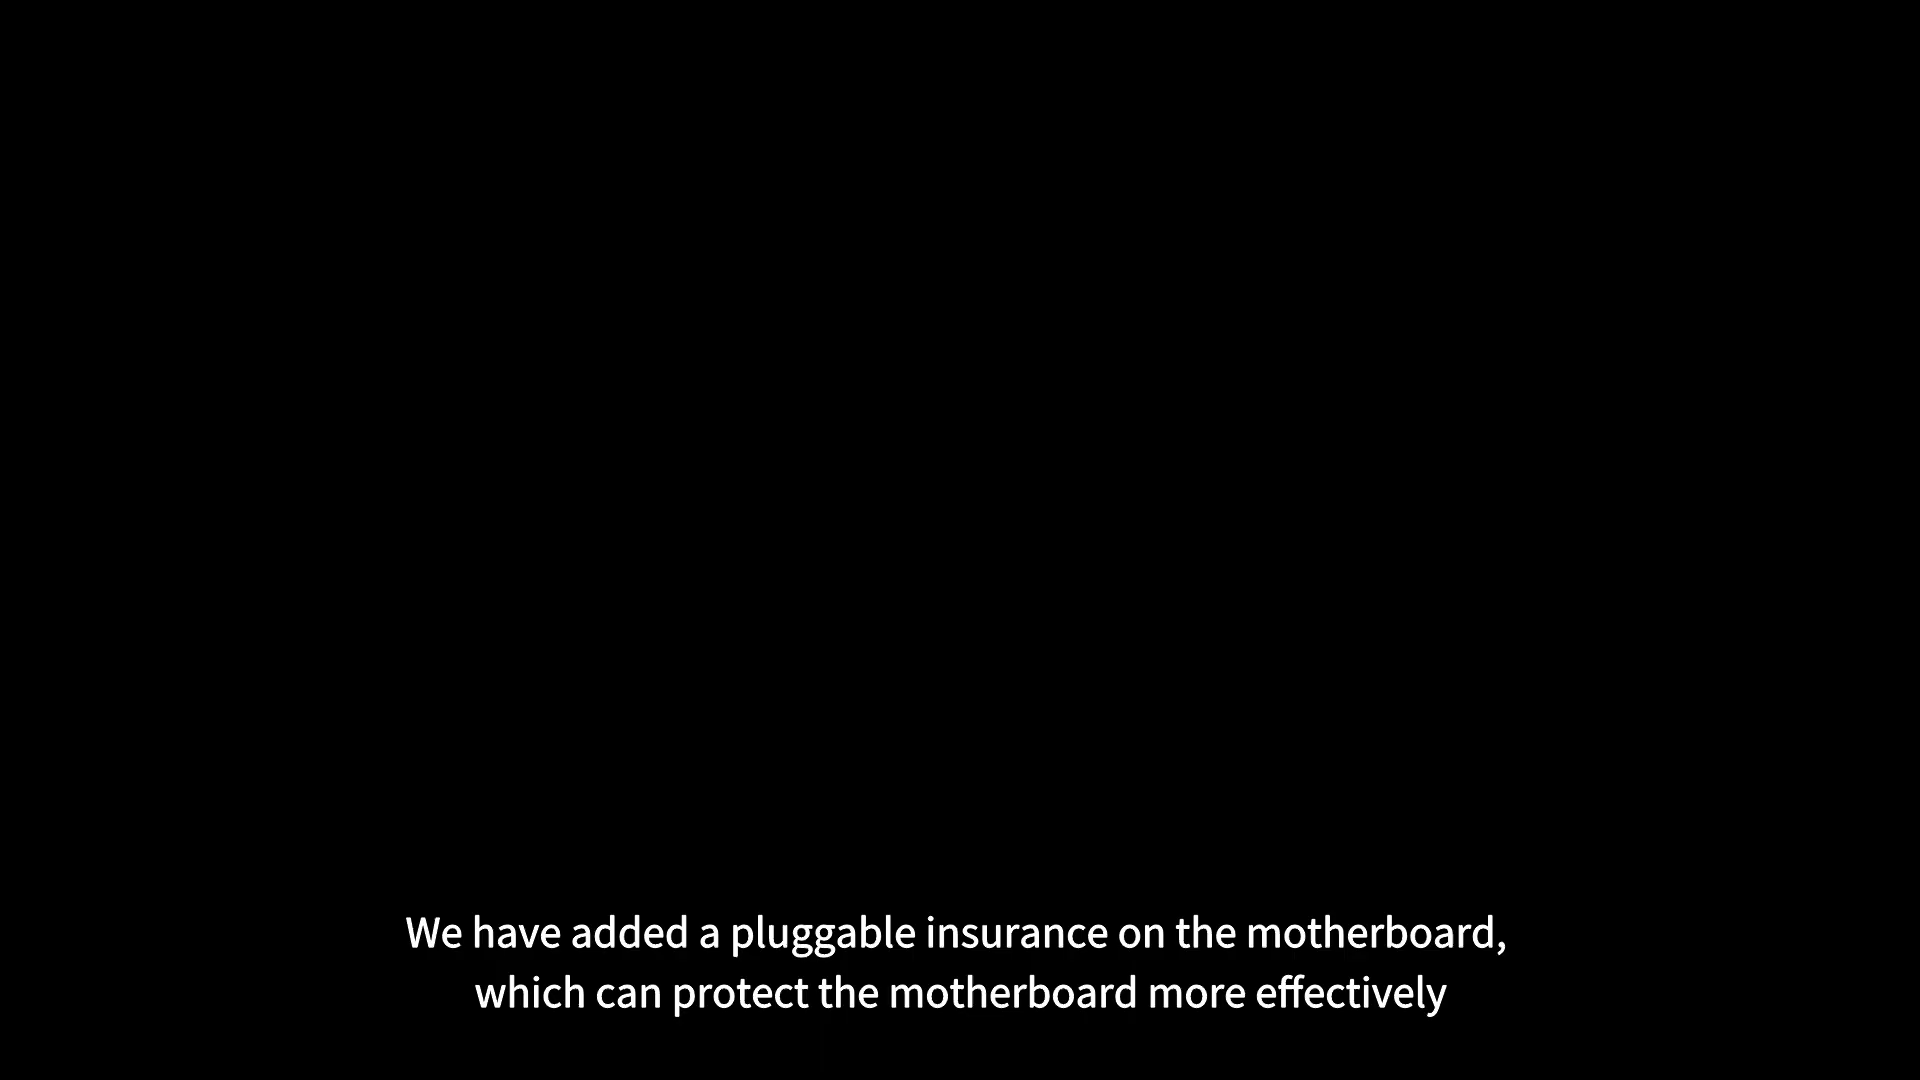 We have added a pluggable insurance on the motherboard,
which can protect the motherboard more effectively